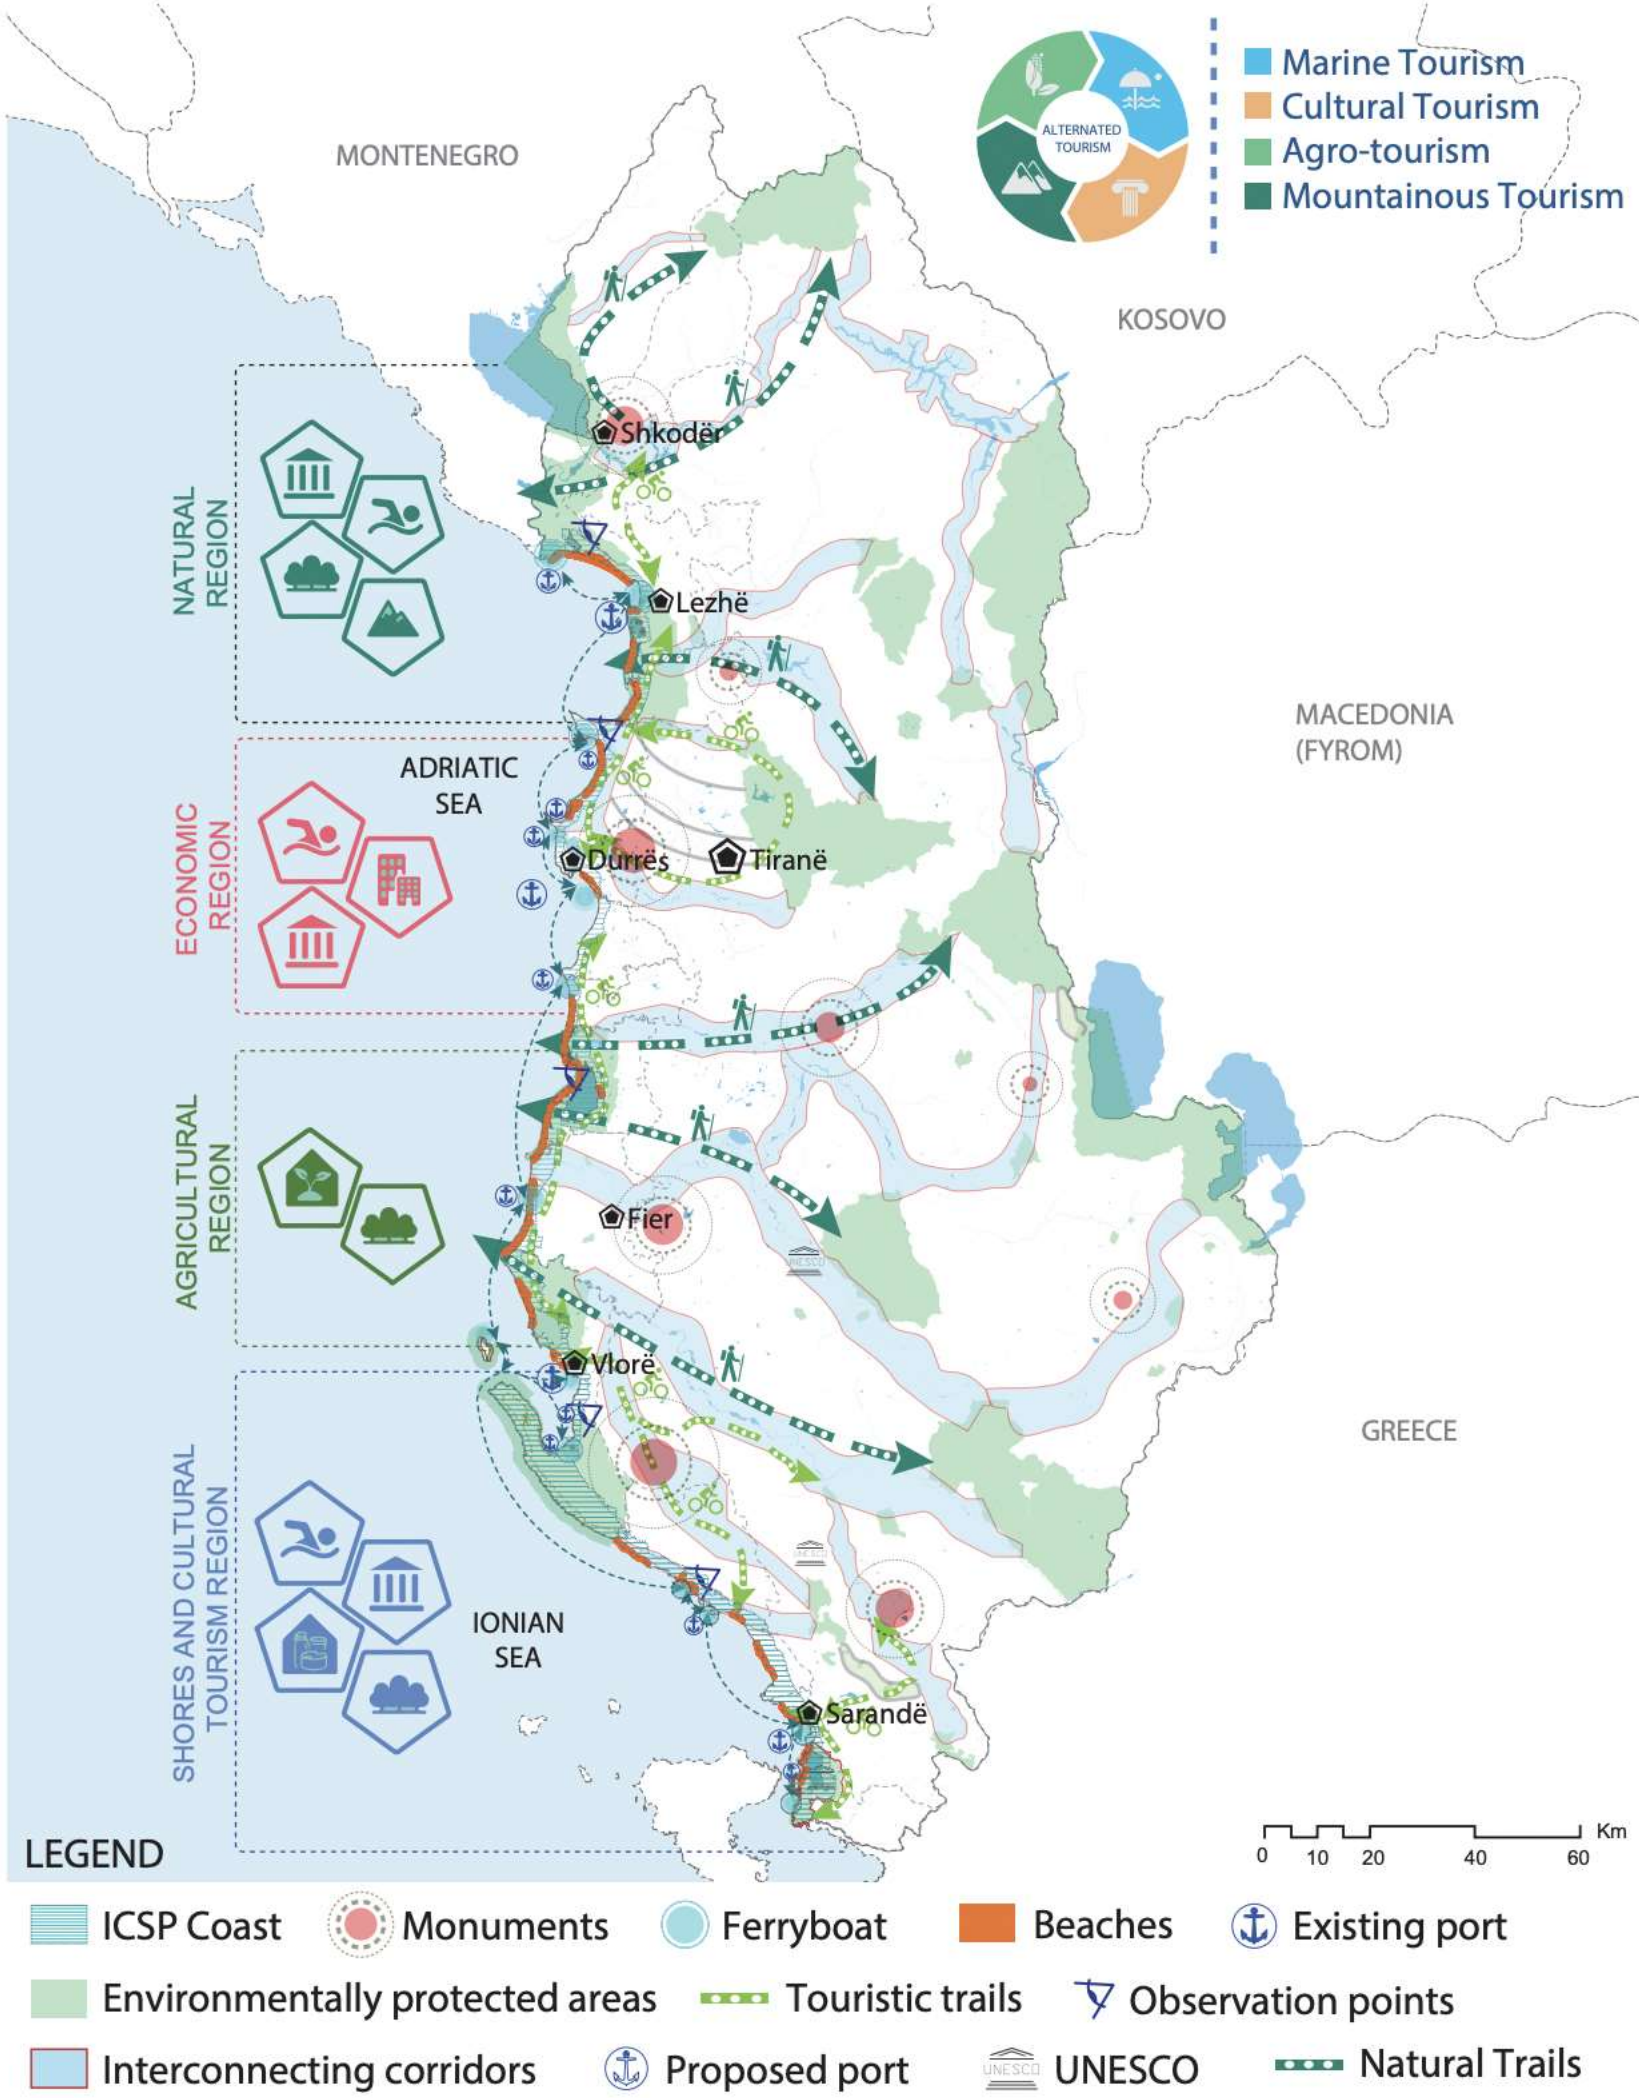 ALTERNATED
TOURISM
Marine Tourism
Cultural Tourism
Agro-tourism
Mountainous Tourism
MONTENEGRO
KOSOVO
Shkodër
NATURAL
REGION
Lezhë
MACEDONIA
(FYROM)
ADRIATIC
SEA
ECONOMIC
REGION
Durrës
Tiranë
AGRICULTURAL
REGION
Fier
UNESCO
Vlorë
GREECE
SHORES AND CULTURAL
TOURISM REGION
UNESCO
IONIAN
SEA
Sarandë
Km
0 10 20 40 60
LEGEND
ICSP Coast
Monuments
Ferryboat
Beaches
Existing port
Environmentally protected areas
Touristic trails
Observation points
Interconnecting corridors
Proposed port
UNESCO
UNESCO
Natural Trails